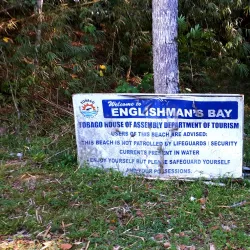 Welcome to
ENGLISHMAN'S BAY
TOBAGO HOUSE OF ASSEMBLY DEPARTMENT OF TOURISM
USERS OF THIS BEACH ARE ADVISED:
THIS BEACH IS NOT PATROLLED BY LIFEGUARDS / SECURITY
CURRENTS PRESENT IN WATER
ENJOY YOURSELF BUT PLEASE SAFEGUARD YOURSELF
AND YOUR POSSESSIONS.